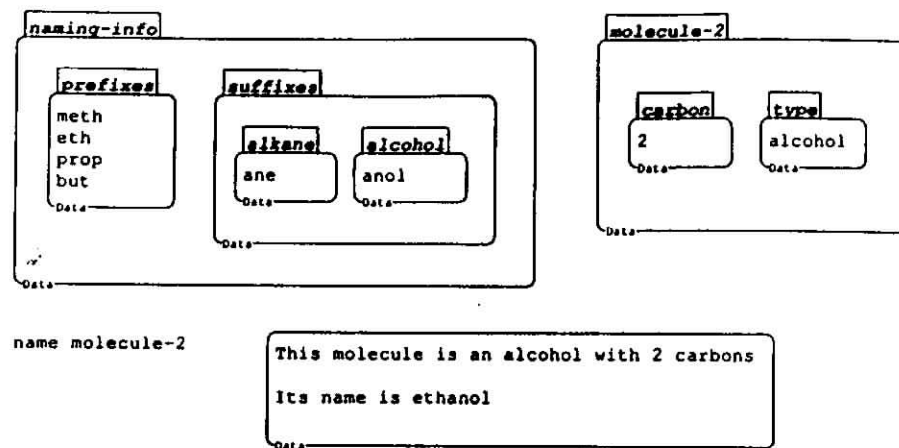 naming-info
prefixes
meth
eth
prop
but
Data
suffixes
alkane
ane
Data
alcohol
anol
Data
Data
Data
molecule-2
carbon
2
Data
type
alcohol
Data
Data
name molecule-2
This molecule is an alcohol with 2 carbons
Its name is ethanol
Data